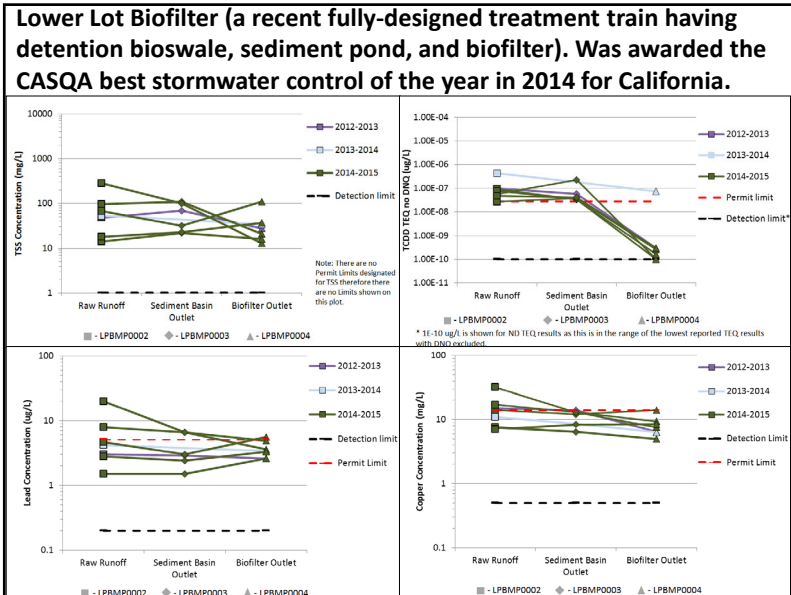 Lower Lot Biofilter (a recent fully-designed treatment train having
detention bioswale, sediment pond, and biofilter). Was awarded the
CASQA best stormwater control of the year in 2014 for California.
TSS Concentration (mg/L)
10000
1000
100
10
1
Raw Runoff
Sediment Basin
Outlet
Biofilter Outlet
2012-2013
2013-2014
2014-2015
Detection limit
Note: There are no
Permit Limits designated
for TSS therefore there
are no Limits shown on
this plot.
- LPBMP0002
- LPBMP0003
- LPBMP0004
TCDD TEQ no DNQ (ug/L)
1.00E-04
1.00E-05
1.00E-06
1.00E-07
1.00E-08
1.00E-09
1.00E-10
1.00E-11
Raw Runoff
Sediment Basin
Outlet
Biofilter Outlet
2012-2013
2013-2014
2014-2015
Permit limit
Detection limit*
- LPBMP0002
- LPBMP0003
- LPBMP0004
* 1E-10 ug/L is shown for ND TEQ results as this is in the range of the lowest reported TEQ results
with DNQ excluded.
Lead Concentration (ug/L)
100
10
1
0.1
Raw Runoff
Sediment Basin
Outlet
Biofilter Outlet
2012-2013
2013-2014
2014-2015
Detection limit
Permit Limit
- LPBMP0002
- LPBMP0003
- LPBMP0004
Copper Concentration (mg/L)
100
10
1
0.1
Raw Runoff
Sediment Basin
Outlet
Biofilter Outlet
2012-2013
2013-2014
2014-2015
Detection limit
Permit Limit
- LPBMP0002
- LPBMP0003
- LPBMP0004